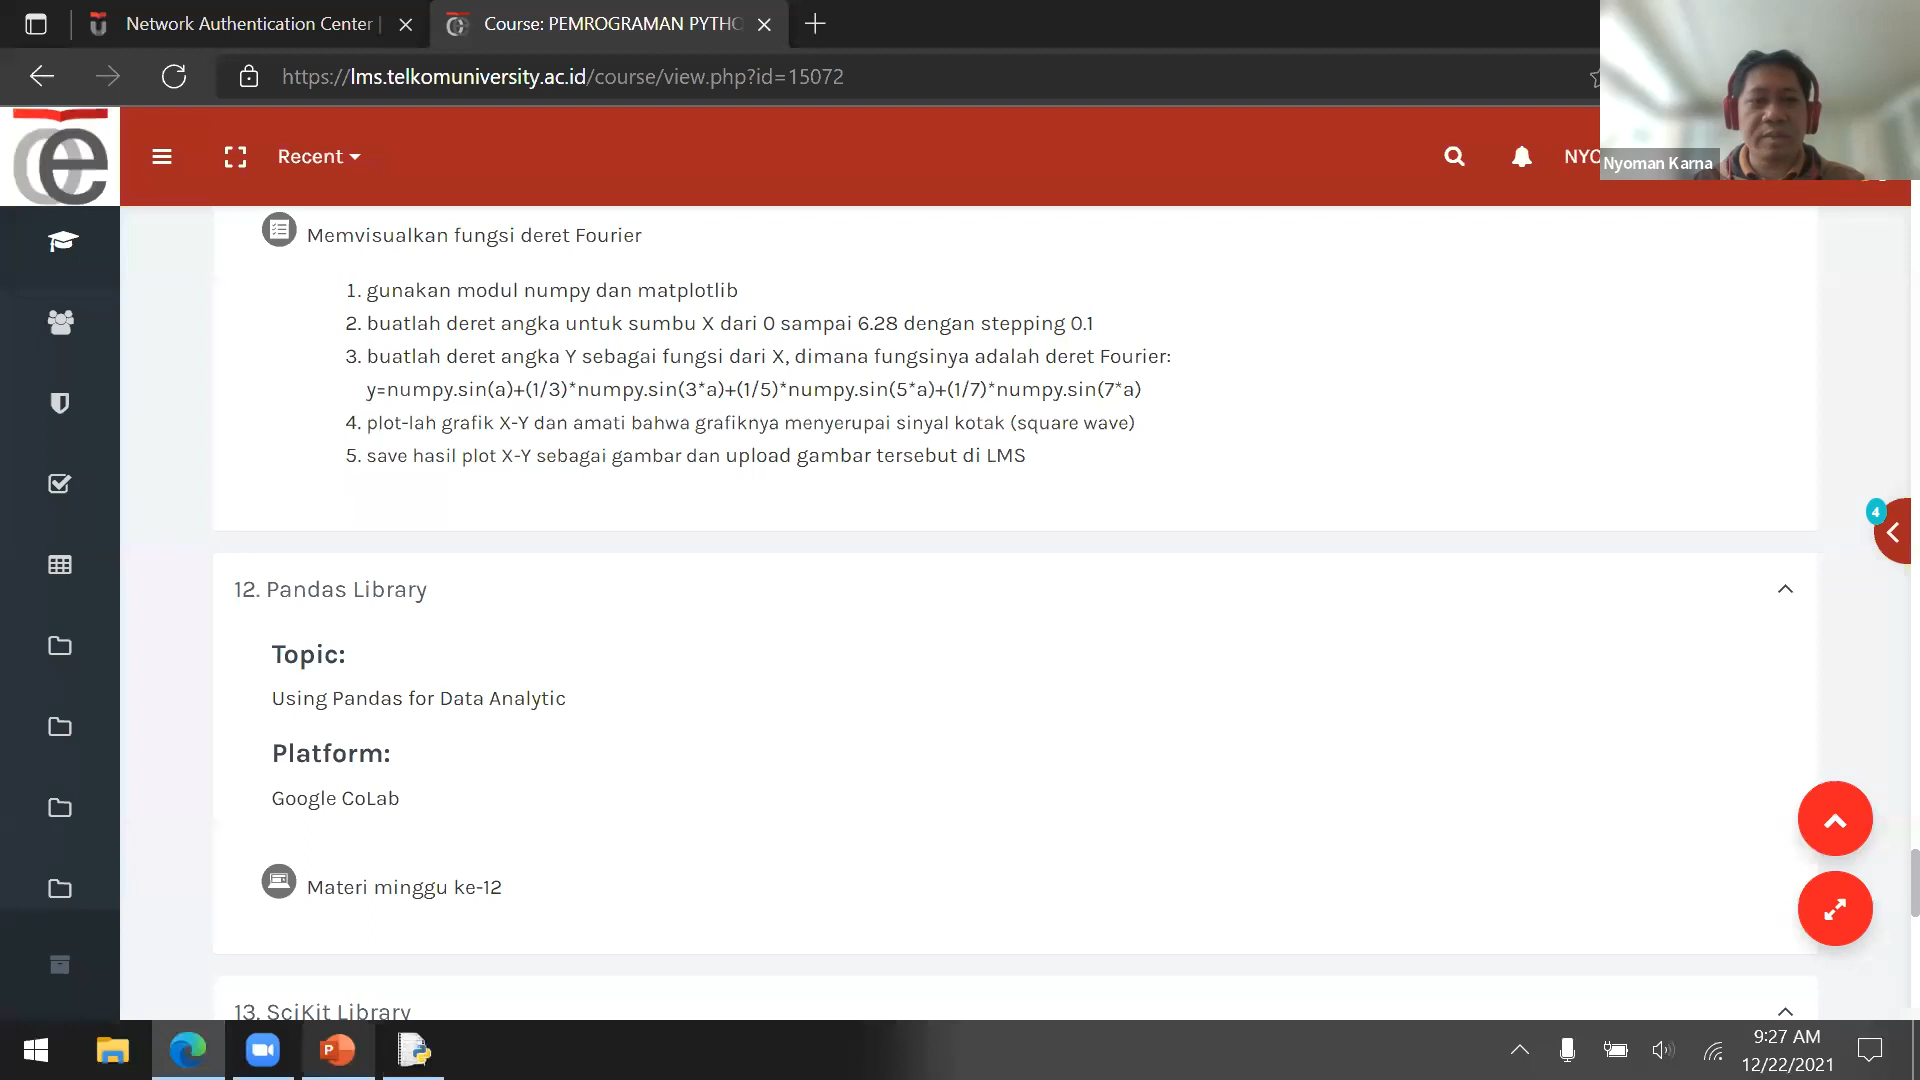 Network Authentication Center |
Course: PEMROGRAMAN PYTHO
https://lms.telkomuniversity.ac.id/course/view.php?id=15072
Recent
Nyoman Karna
Memvisualkan fungsi deret Fourier
1. gunakan modul numpy dan matplotlib
2. buatlah deret angka untuk sumbu X dari 0 sampai 6.28 dengan stepping 0.1
3. buatlah deret angka Y sebagai fungsi dari X, dimana fungsinya adalah deret Fourier:
y=numpy.sin(a)+(1/3)*numpy.sin(3*a)+(1/5)*numpy.sin(5*a)+(1/7)*numpy.sin(7*a)
4. plot-lah grafik X-Y dan amati bahwa grafiknya menyerupai sinyal kotak (square wave)
5. save hasil plot X-Y sebagai gambar dan upload gambar tersebut di LMS
4
12. Pandas Library
Topic:
Using Pandas for Data Analytic
Platform:
Google CoLab
Materi minggu ke-12
13. SciKit Library
9:27 AM
12/22/2021